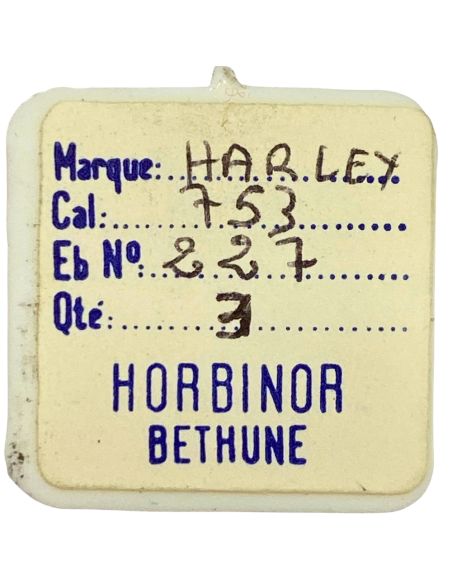 Marque: HARLEY
Cal: 753
Eb Nº: 227
Qté: 3
HORBINOR
BETHUNE